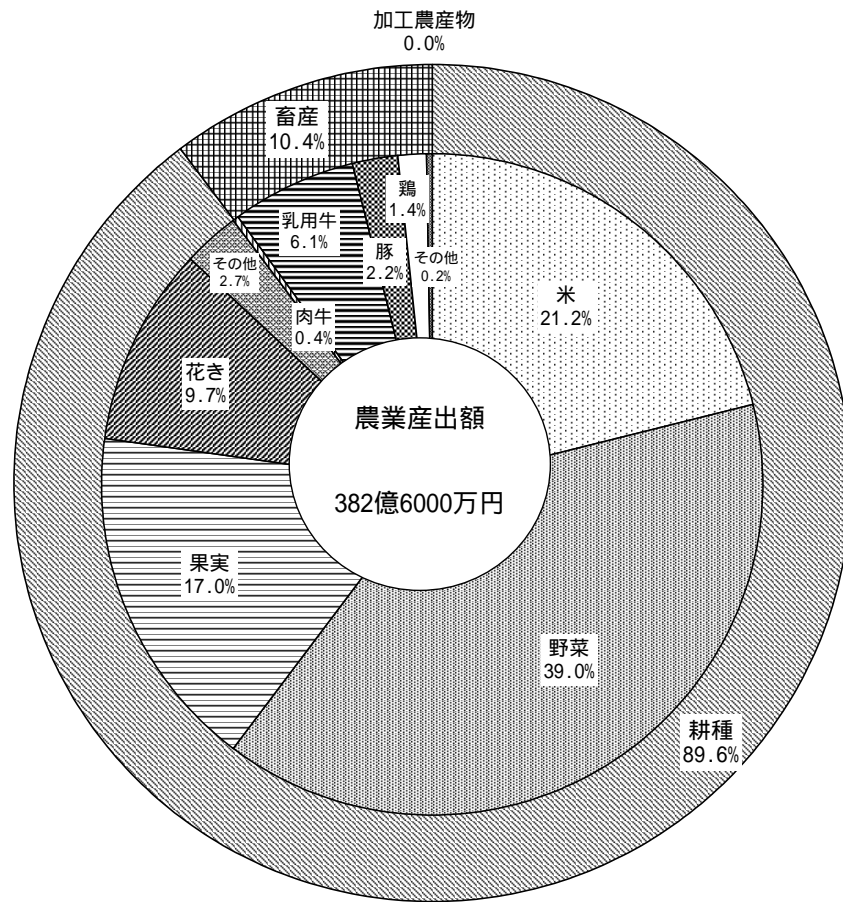 加工農産物
0.0%
畜産
10.4%
鶏
1.4%
乳用牛
6.1%
豚
2.2%
その他
0.2%
その他
2.7%
肉牛
0.4%
米
21.2%
花き
9.7%
農業産出額
382億6000万円
果実
17.0%
野菜
39.0%
耕種
89.6%